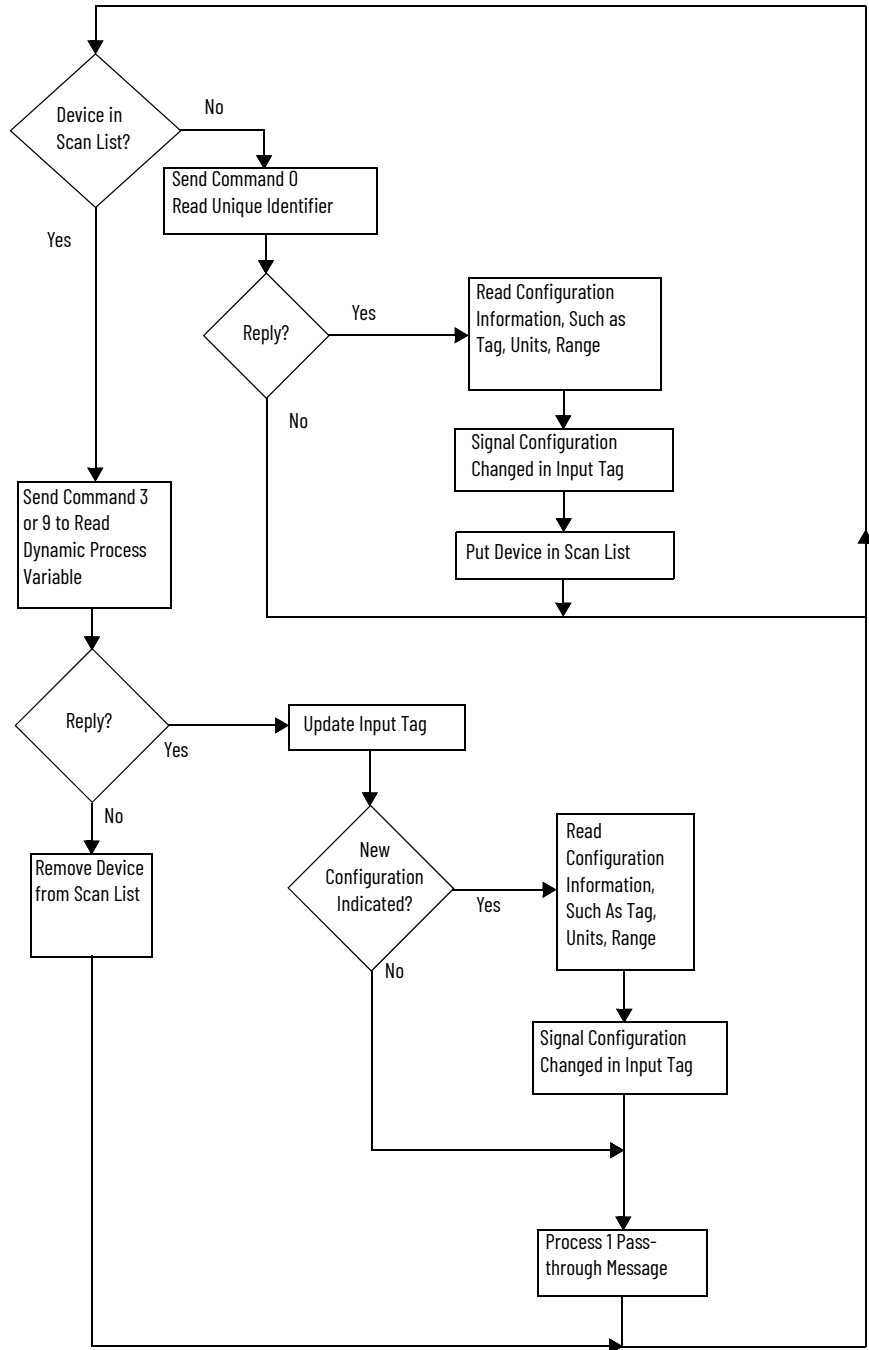 No
Device in
Scan List?
Send Command 0
Read Unique Identifier
Yes
Read Configuration
Information, Such as
Tag, Units, Range
Yes
Reply?
No
Signal Configuration
Changed in Input Tag
Send Command 3
or 9 to Read
Dynamic Process
Variable
Put Device in Scan List
Reply?
Yes
Update Input Tag
No
Remove Device
from Scan List
New
Configuration
Indicated?
Yes
Read
Configuration
Information,
Such As Tag,
Units, Range
No
Signal Configuration
Changed in Input Tag
Process 1 Pass-
through Message